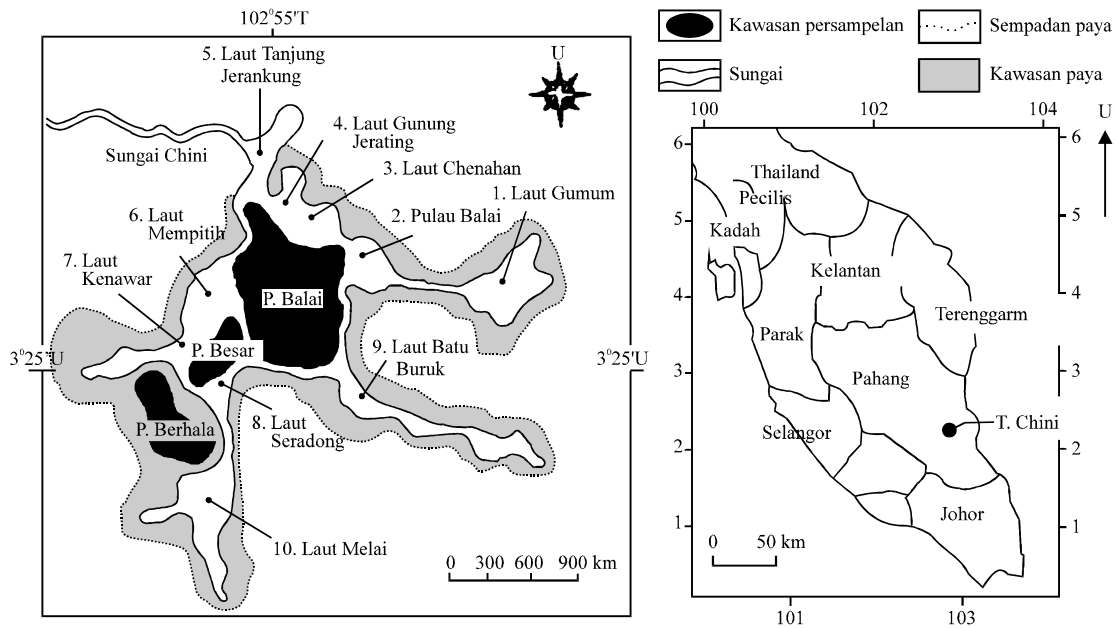 102°55'T
5. Laut Tanjung
Jerankung
U
4. Laut Gunung
Jerating
Sungai Chini
3. Laut Chenahan
1. Laut Gumum
2. Pulau Balai
6. Laut
Mempitih
7. Laut
Kenawar
P. Balai
P. Besar
9. Laut Batu
Buruk
3°25'U
3°25'U
P. Berhala
8. Laut
Seradong
10. Laut Melai
0 300 600 900 km
Kawasan persampelan
Sempadan paya
Sungai
Kawasan paya
100 102 104
U
6 6
Thailand
Pecilis
5 5
Kadah
Kelantan
4 4
Terenggarm
Parak
3 3
Pahang
T. Chini
Selangor
2 2
Johor
1 1
0 50 km
101 103